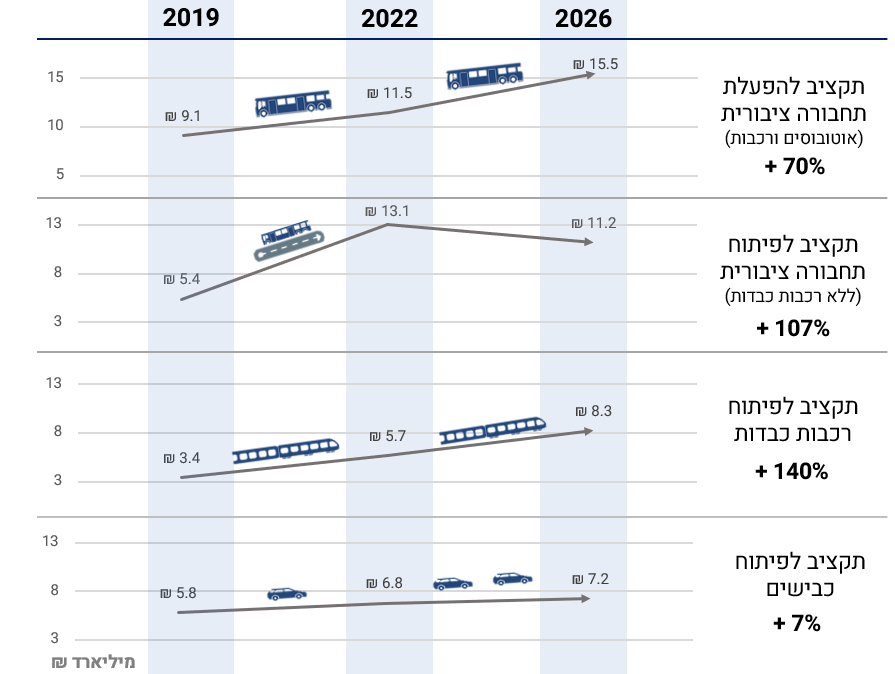 2019 2022 2026
15
10
5
₪ 9.1
₪ 11.5
₪ 15.5
תקציב להפעלת
תחבורה ציבורית
(אוטובוסים ורכבות)
+ 70%
13
8
3
₪ 5.4
₪ 13.1
₪ 11.2
תקציב לפיתוח
תחבורה ציבורית
(ללא רכבות כבדות)
+ 107%
13
8
3
₪ 3.4
₪ 5.7
₪ 8.3
תקציב לפיתוח
רכבות כבדות
+ 140%
13
8
3
₪ 5.8
₪ 6.8
₪ 7.2
תקציב לפיתוח
כבישים
+ 7%
מיליארד ₪